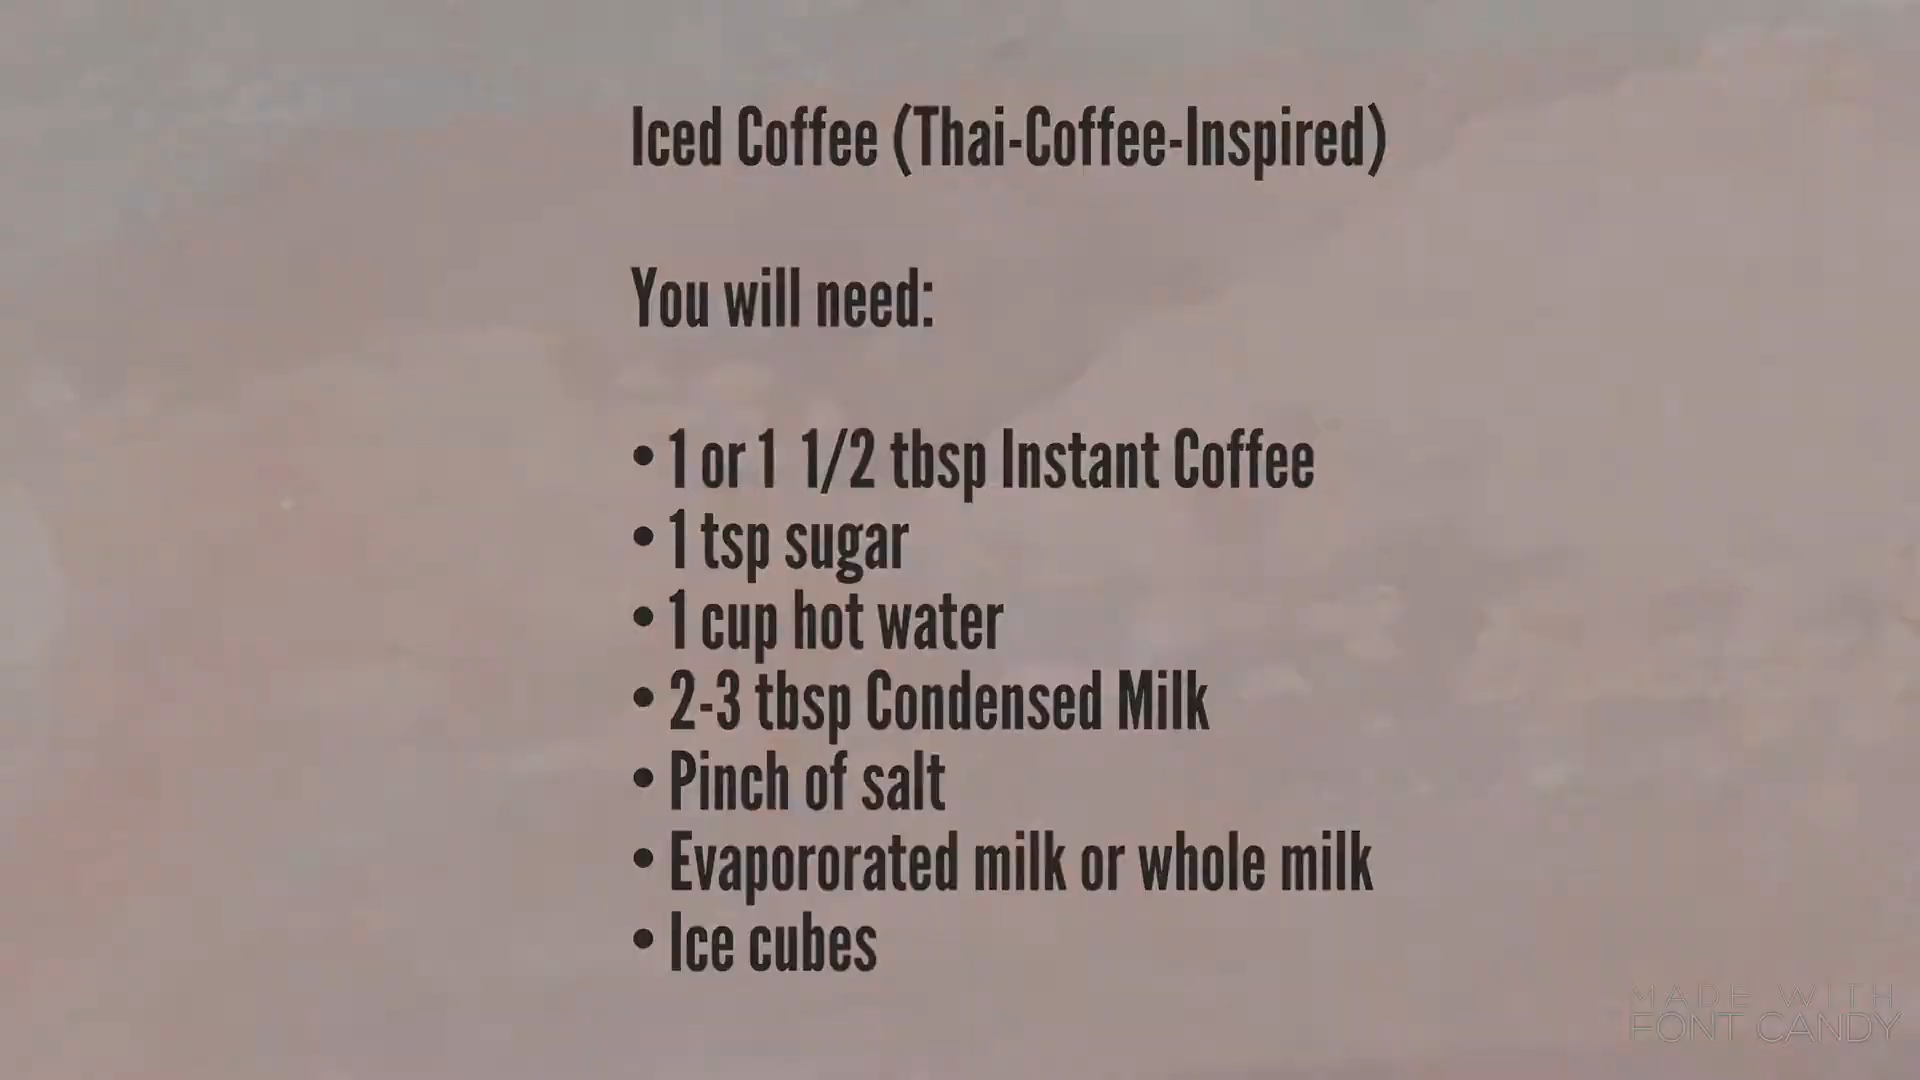 Iced Coffee (Thai-Coffee-Inspired)
You will need:
• 1 or 1 1/2 tbsp Instant Coffee
• 1 tsp sugar
• 1 cup hot water
• 2-3 tbsp Condensed Milk
• Pinch of salt
• Evapororated milk or whole milk
• Ice cubes
MADE WITH
FONT CANDY